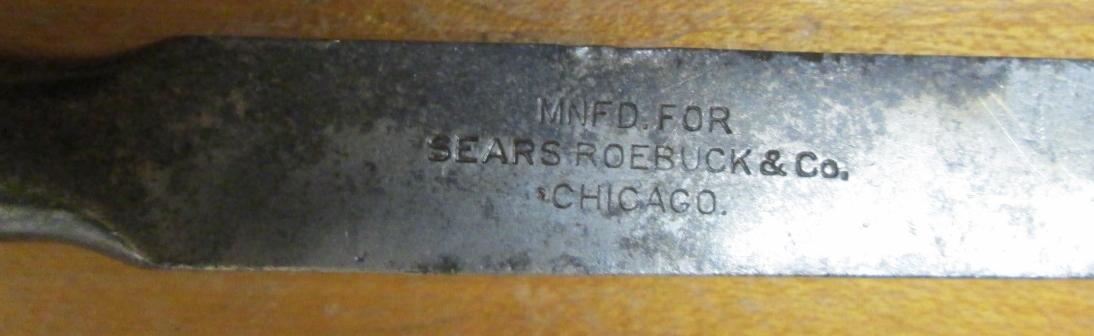 MNFD. FOR
SEARS ROEBUCK & Co.
CHICAGO.